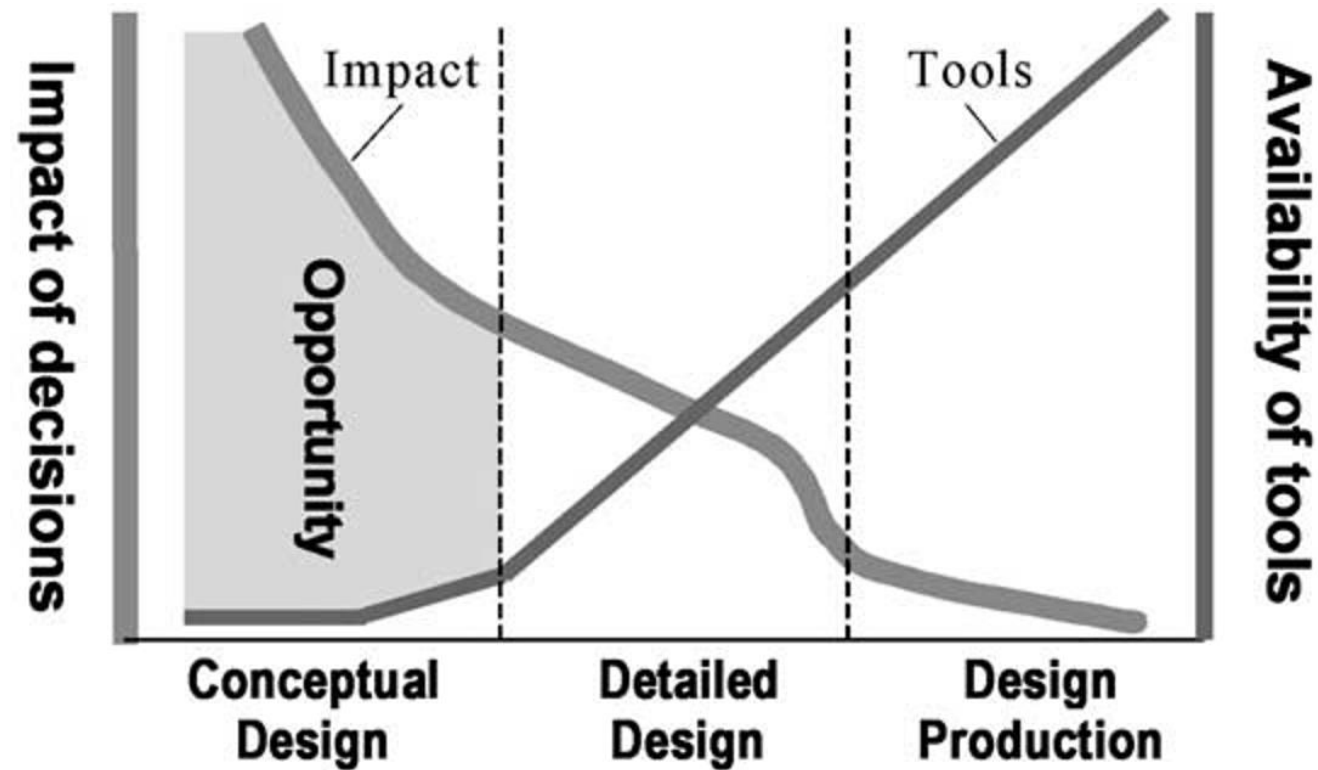 Impact of decisions
Impact
Tools
Availability of tools
Opportunity
Conceptual
Design
Detailed
Design
Design
Production